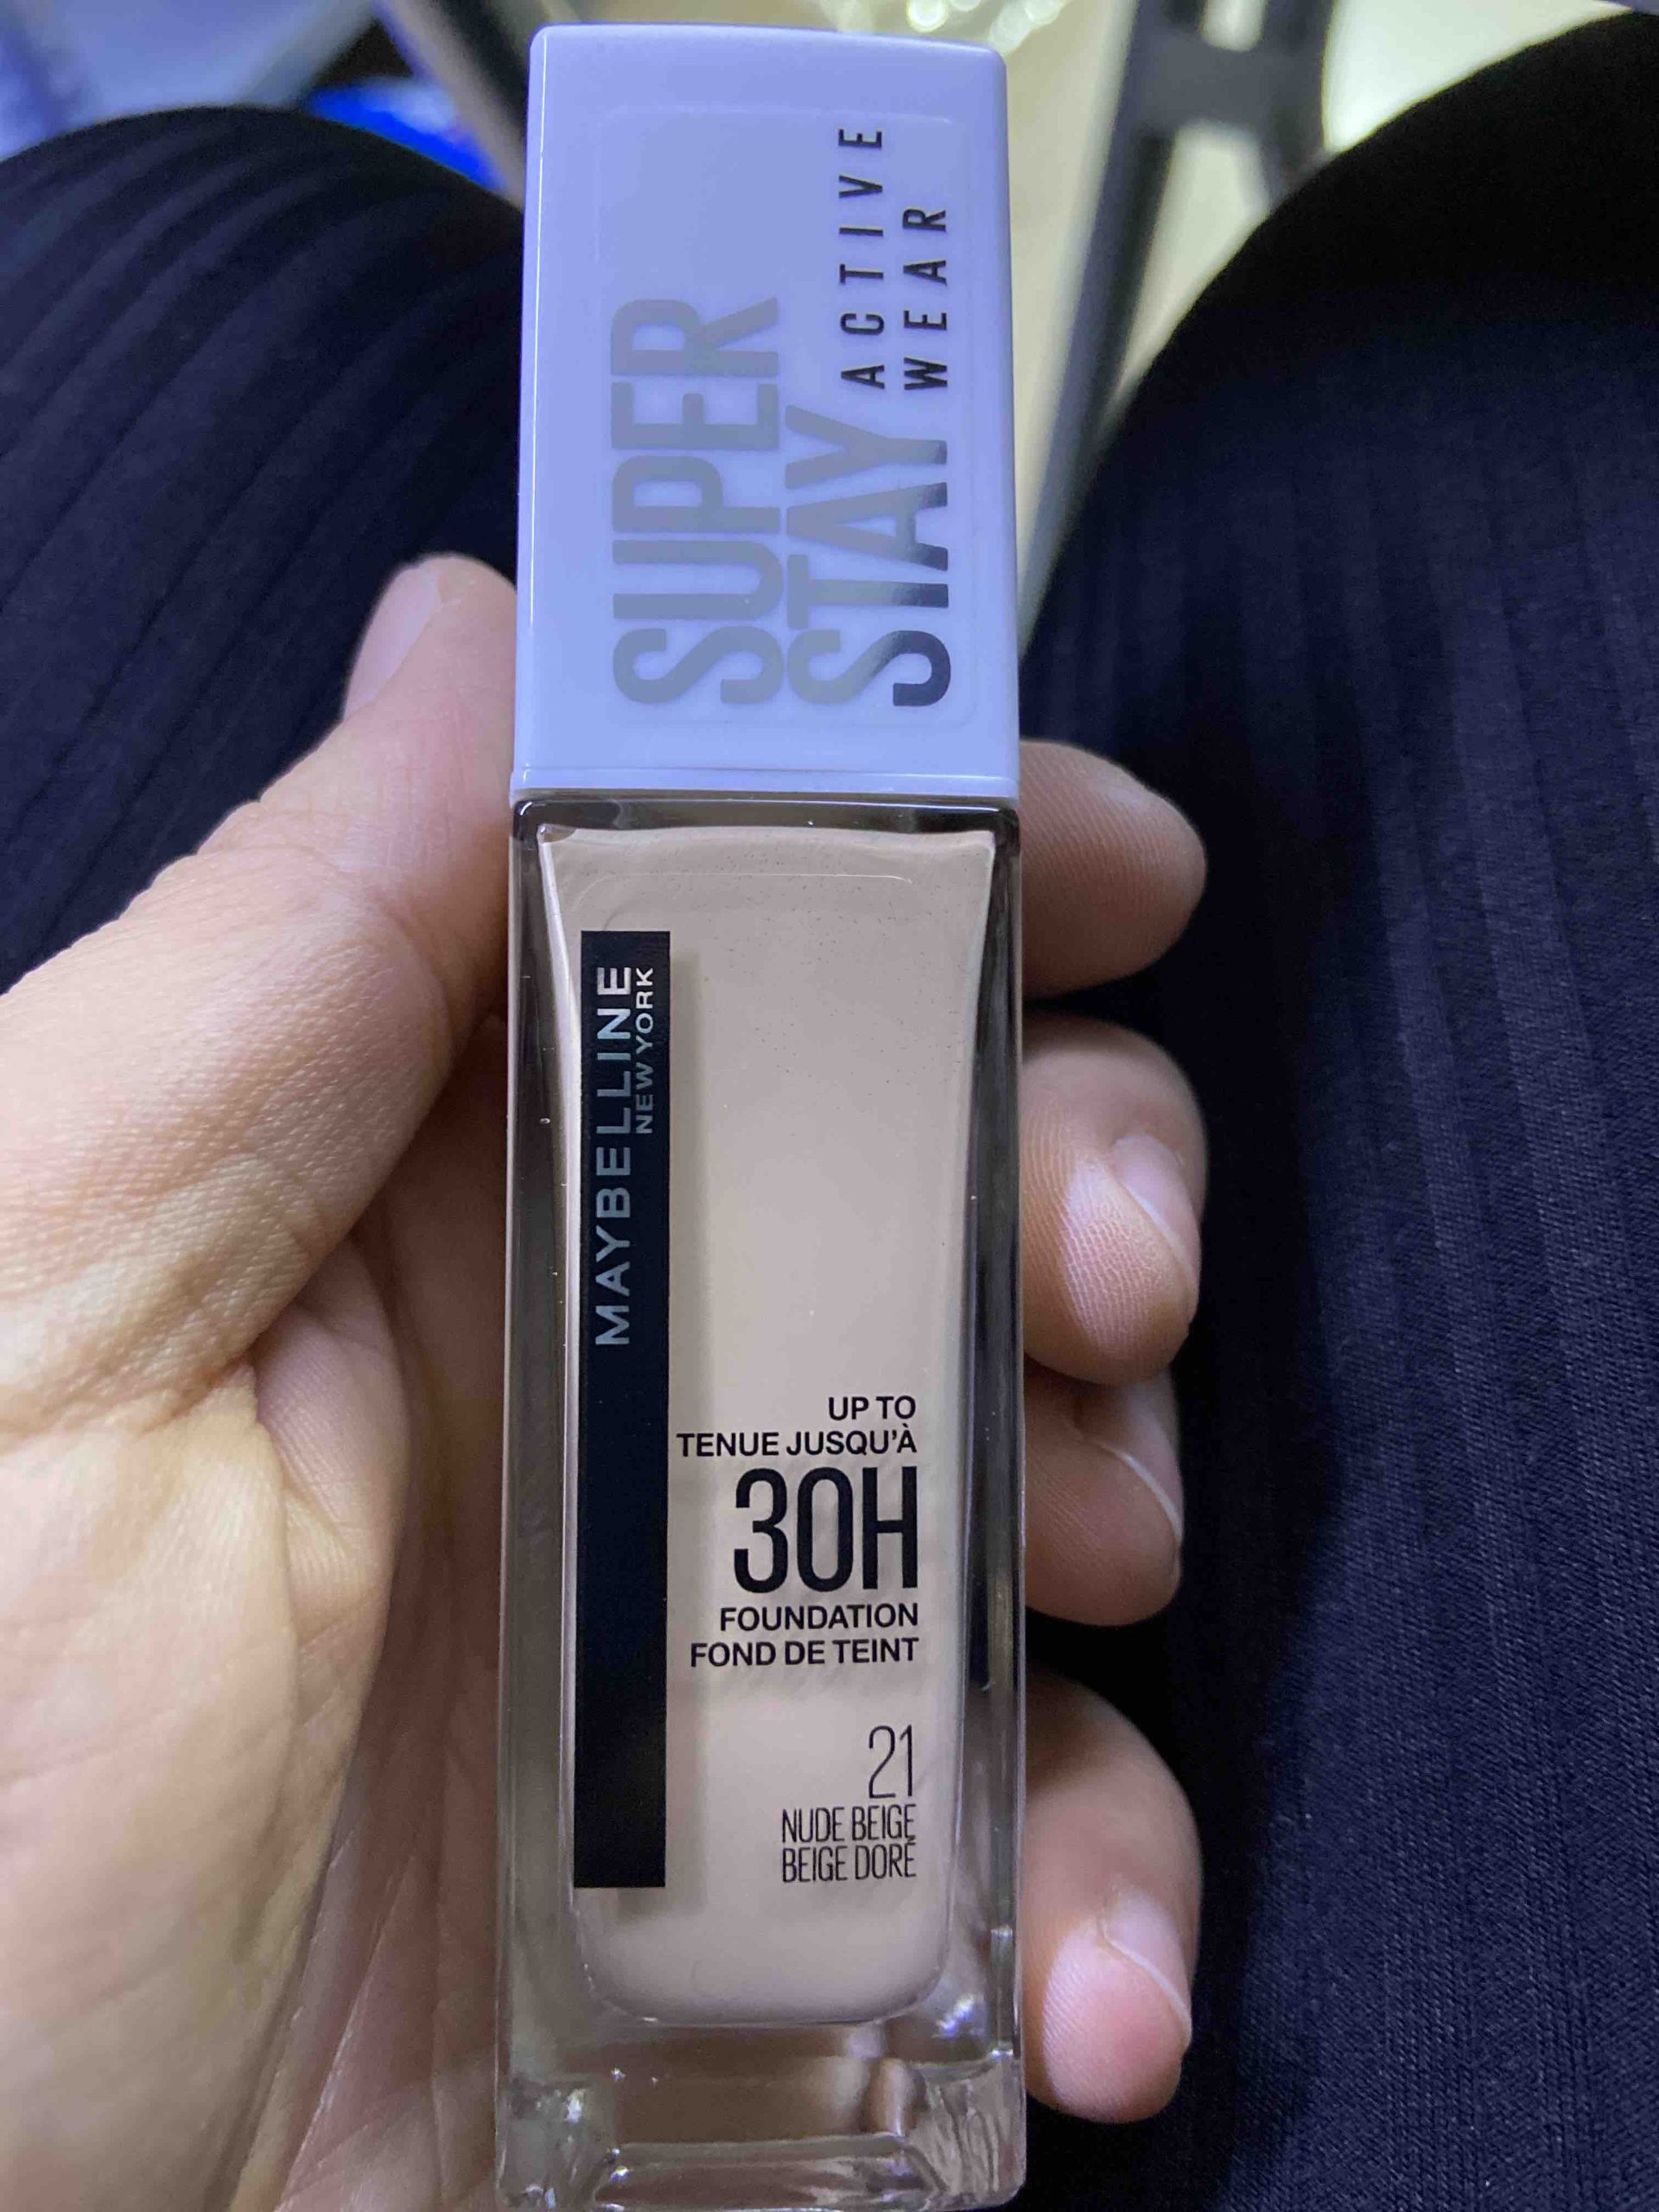 SUPER
STAY
ACTIVE
WEAR
MAYBELLINE
NEW YORK
UP TO
TENUE JUSQU'À
30H
FOUNDATION
FOND DE TEINT
21
NUDE BEIGE
BEIGE DORÉ